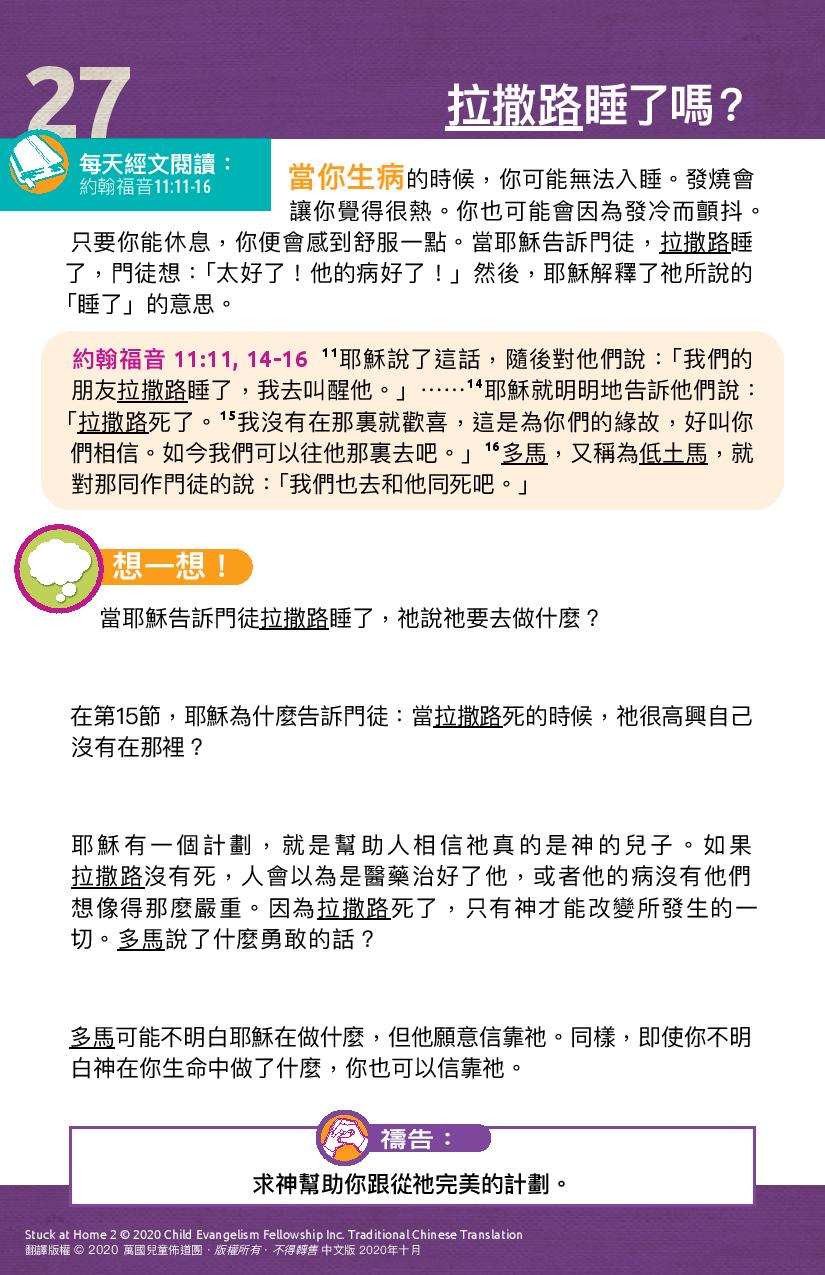 27
拉撒路睡了嗎？
每天經文閱讀：
約翰福音11:11-16
當你生病的時候，你可能無法入睡。發燒會
讓你覺得很熱。你也可能會因為發冷而顫抖。
只要你能休息，你便會感到舒服一點。當耶穌告訴門徒，拉撒路睡
了，門徒想：「太好了！他的病好了！」然後，耶穌解釋了祂所說的
「睡了」的意思。
約翰福音 11:11, 14-16 ¹¹耶穌說了這話，隨後對他們說：「我們的
朋友拉撒路睡了，我去叫醒他。」……¹⁴耶穌就明明地告訴他們說：
「拉撒路死了。¹⁵我沒有在那裏就歡喜，這是為你們的緣故，好叫你
們相信。如今我們可以往他那裏去吧。」¹⁶多馬，又稱為低土馬，就
對那同作門徒的說：「我們也去和他同死吧。」
想一想！
當耶穌告訴門徒拉撒路睡了，祂說祂要去做什麼？
在第15節，耶穌為什麼告訴門徒：當拉撒路死的時候，祂很高興自己
沒有在那裡？
耶穌有一個計劃，就是幫助人相信祂真的是神的兒子。如果
拉撒路沒有死，人會以為是醫藥治好了他，或者他的病沒有他們
想像得那麼嚴重。因為拉撒路死了，只有神才能改變所發生的一
切。多馬說了什麼勇敢的話？
多馬可能不明白耶穌在做什麼，但他願意信靠祂。同樣，即使你不明
白神在你生命中做了什麼，你也可以信靠祂。
禱告：
求神幫助你跟從祂完美的計劃。
Stuck at Home 2 © 2020 Child Evangelism Fellowship Inc. Traditional Chinese Translation
翻譯版權 © 2020 萬國兒童佈道團．版權所有．不得轉售 中文版 2020年十月